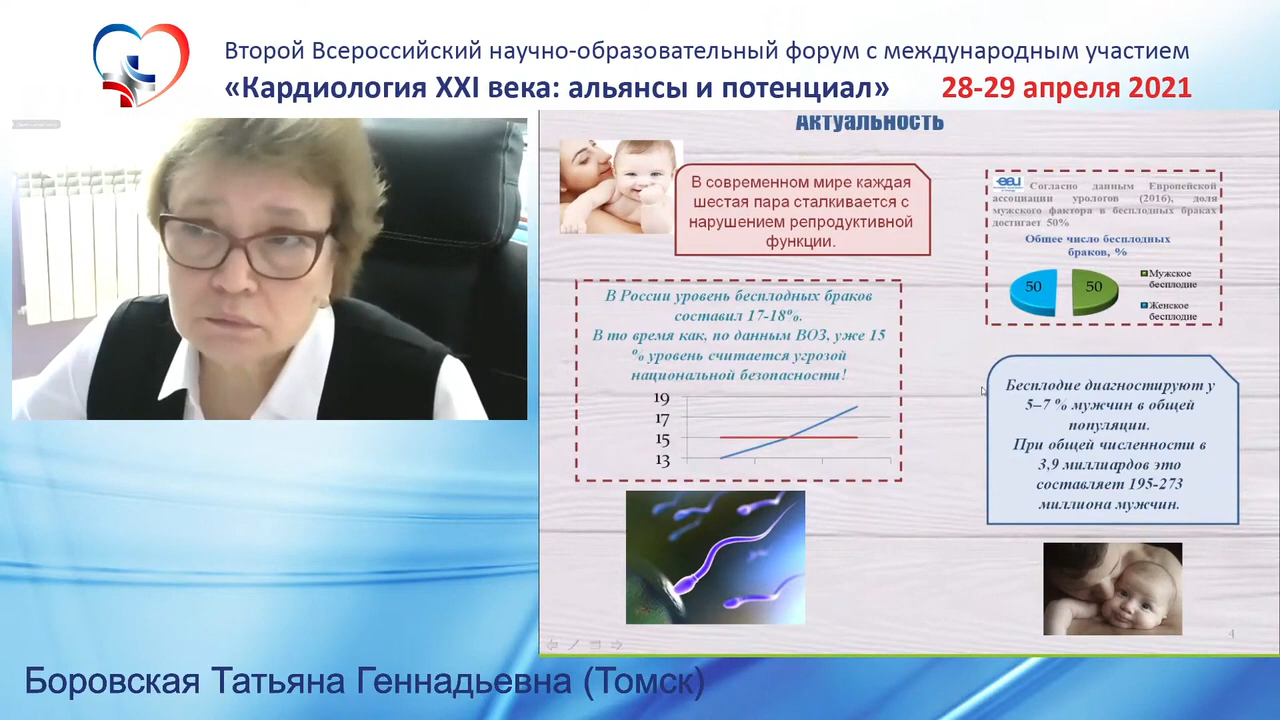 Второй Всероссийский научно-образовательный форум с международным участием
«Кардиология XXI века: альянсы и потенциал» 28-29 апреля 2021
Актуальность
В современном мире каждая
шестая пара сталкивается с
нарушением репродуктивной
функции.
eau Согласно данным Европейской
ассоциации урологов (2016), доля
мужского фактора в бесплодных браках
достигает 50%
Общее число бесплодных
браков, %
50
50
Мужское
бесплодие
Женское
бесплодие
В России уровень бесплодных браков
составил 17-18%.
В то время как, по данным ВОЗ, уже 15
% уровень считается угрозой
национальной безопасности!
19
17
15
13
Бесплодие диагностируют у
5–7 % мужчин в общей
популяции.
При общей численности в
3,9 миллиардов это
составляет 195-273
миллиона мужчин.
4
Боровская Татьяна Геннадьевна (Томск)